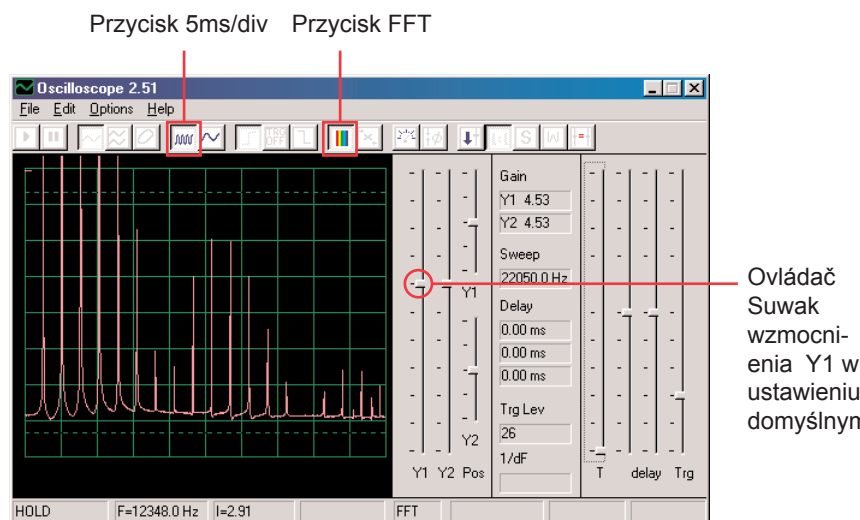 Przycisk 5ms/div Przycisk FFT
Oscilloscope 2.51
File Edit Options Help
TRG OFF
S W
Gain
Y1 4.53
Y2 4.53
Sweep
22050.0 Hz
Y1
Delay
0.00 ms
0.00 ms
0.00 ms
Trg Lev
26
Y2
1/dF
Y1 Y2 Pos
T delay Trg
Ovládač
Suwak
wzmocni-
enia Y1 w
ustawieniu
domyślnym
HOLD F=12348.0 Hz I=2.91 FFT